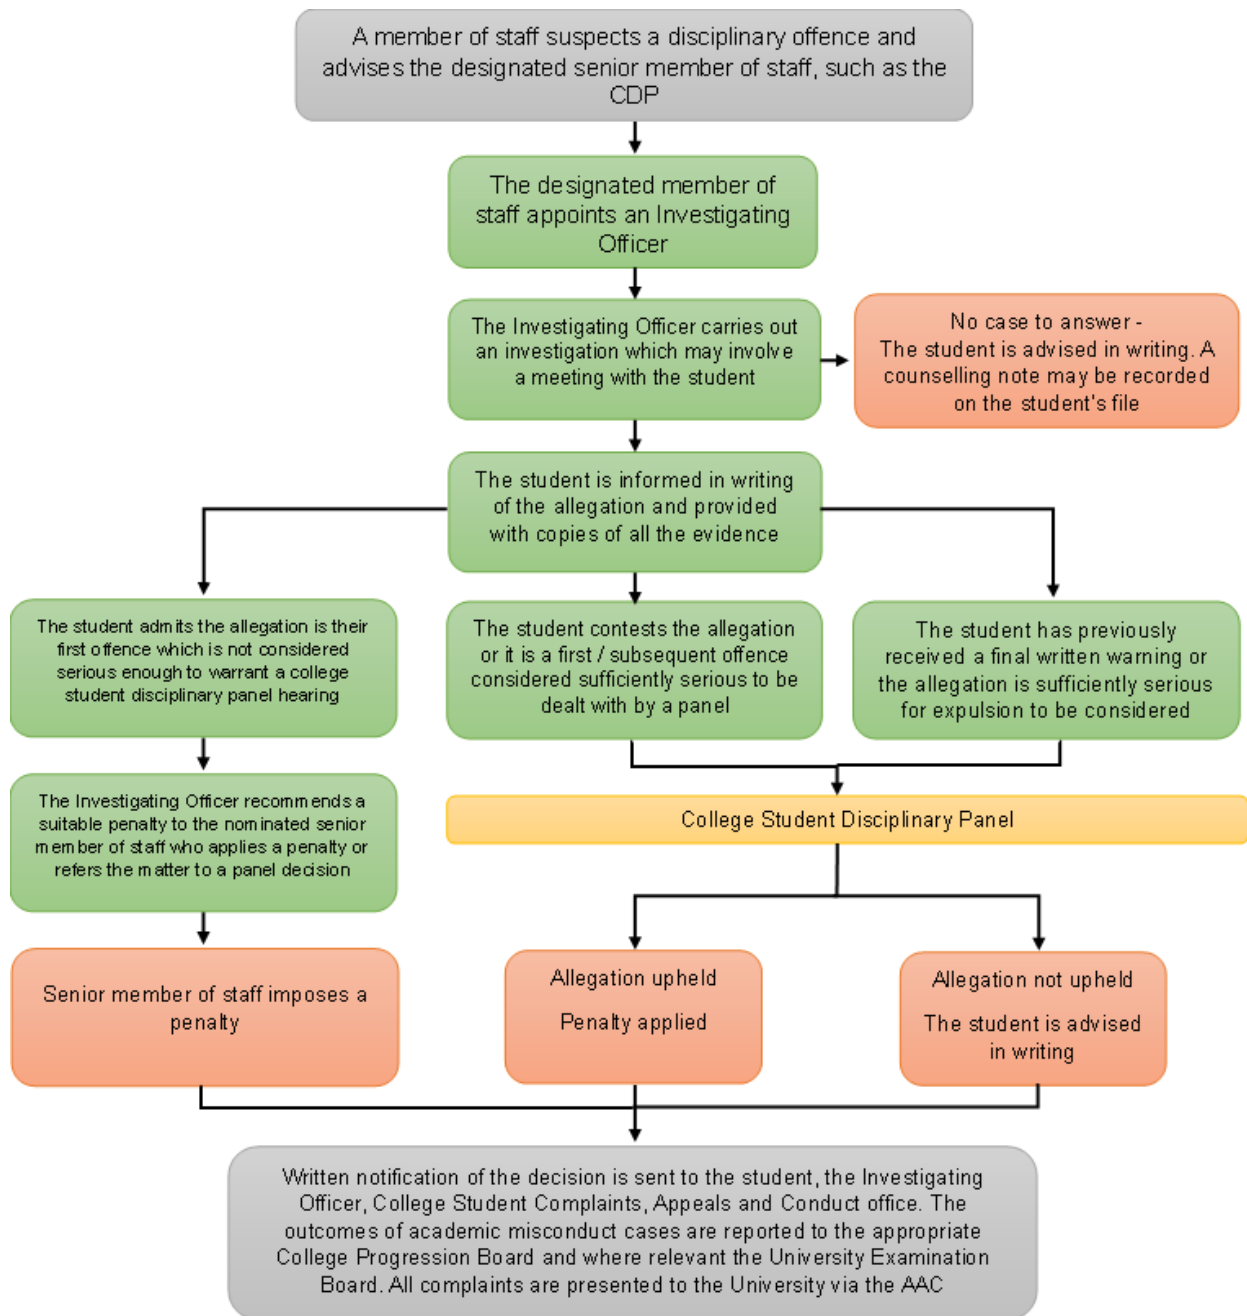 A member of staff suspects a disciplinary offence and
advises the designated senior member of staff, such as the
CDP
The designated member of
staff appoints an Investigating
Officer
The Investigating Officer carries out
an investigation which may involve
a meeting with the student
No case to answer -
The student is advised in writing. A
counselling note may be recorded
on the student's file
The student is informed in writing
of the allegation and provided
with copies of all the evidence
The student admits the allegation is their
first offence which is not considered
serious enough to warrant a college
student disciplinary panel hearing
The student contests the allegation
or it is a first / subsequent offence
considered sufficiently serious to be
dealt with by a panel
The student has previously
received a final written warning or
the allegation is sufficiently serious
for expulsion to be considered
The Investigating Officer recommends a
suitable penalty to the nominated senior
member of staff who applies a penalty or
refers the matter to a panel decision
College Student Disciplinary Panel
Senior member of staff imposes a
penalty
Allegation upheld
Penalty applied
Allegation not upheld
The student is advised
in writing
Written notification of the decision is sent to the student, the Investigating
Officer, College Student Complaints, Appeals and Conduct office. The
outcomes of academic misconduct cases are reported to the appropriate
College Progression Board and where relevant the University Examination
Board. All complaints are presented to the University via the AAC